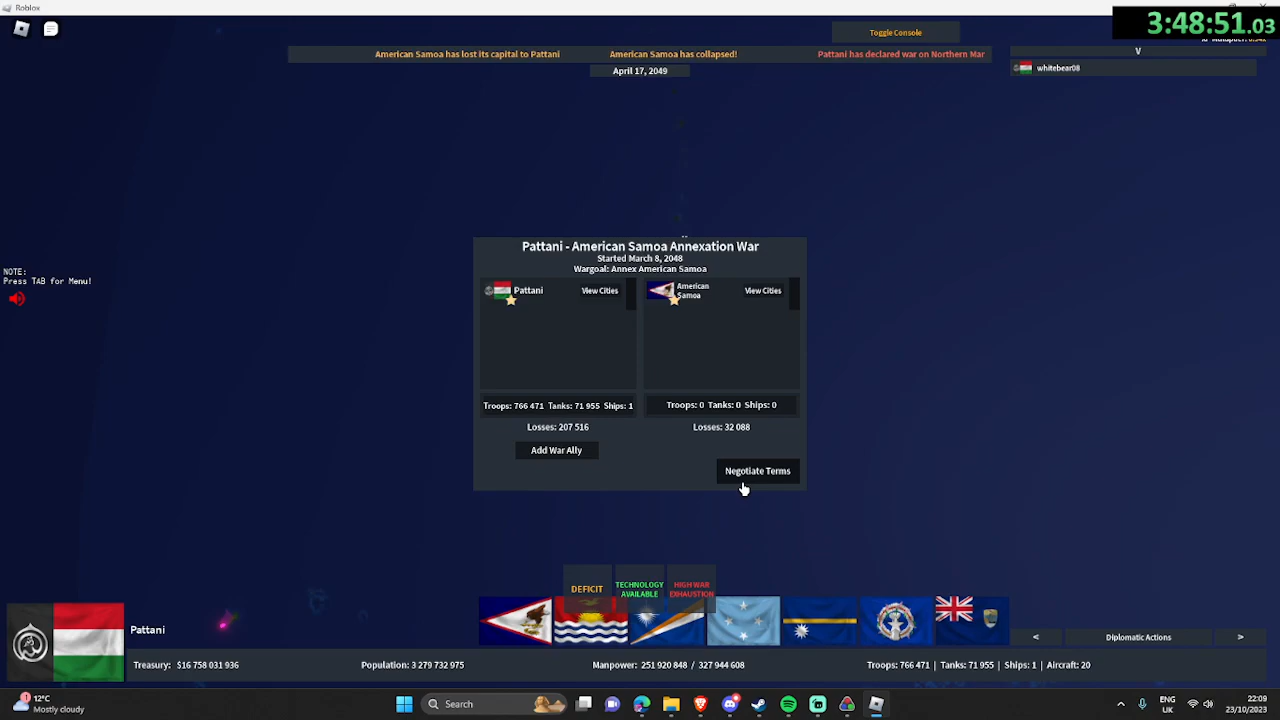 Roblox
3:48:51.03
Toggle Console
American Samoa has lost its capital to Pattani
American Samoa has collapsed!
Pattani has declared war on Northern Mar
April 17, 2049
V
whitebear08
NOTE:
Press TAB for Menu!
Pattani - American Samoa Annexation War
Started March 8, 2048
Wargoal: Annex American Samoa
Pattani
View Cities
American
Samoa
View Cities
Troops: 766 471 Tanks: 71 955 Ships: 1
Troops: 0 Tanks: 0 Ships: 0
Losses: 207 516
Losses: 32 088
Add War Ally
Negotiate Terms
DEFICIT
TECHNOLOGY
AVAILABLE
HIGH WAR
EXHAUSTION
Pattani
<
Diplomatic Actions
>
Treasury: $16 758 031 936
Population: 3 279 732 975
Manpower: 251 920 848 / 327 944 608
Troops: 766 471 | Tanks: 71 955 | Ships: 1 | Aircraft: 20
12°C
Mostly cloudy
Search
ENG
UK
22:09
23/10/2023